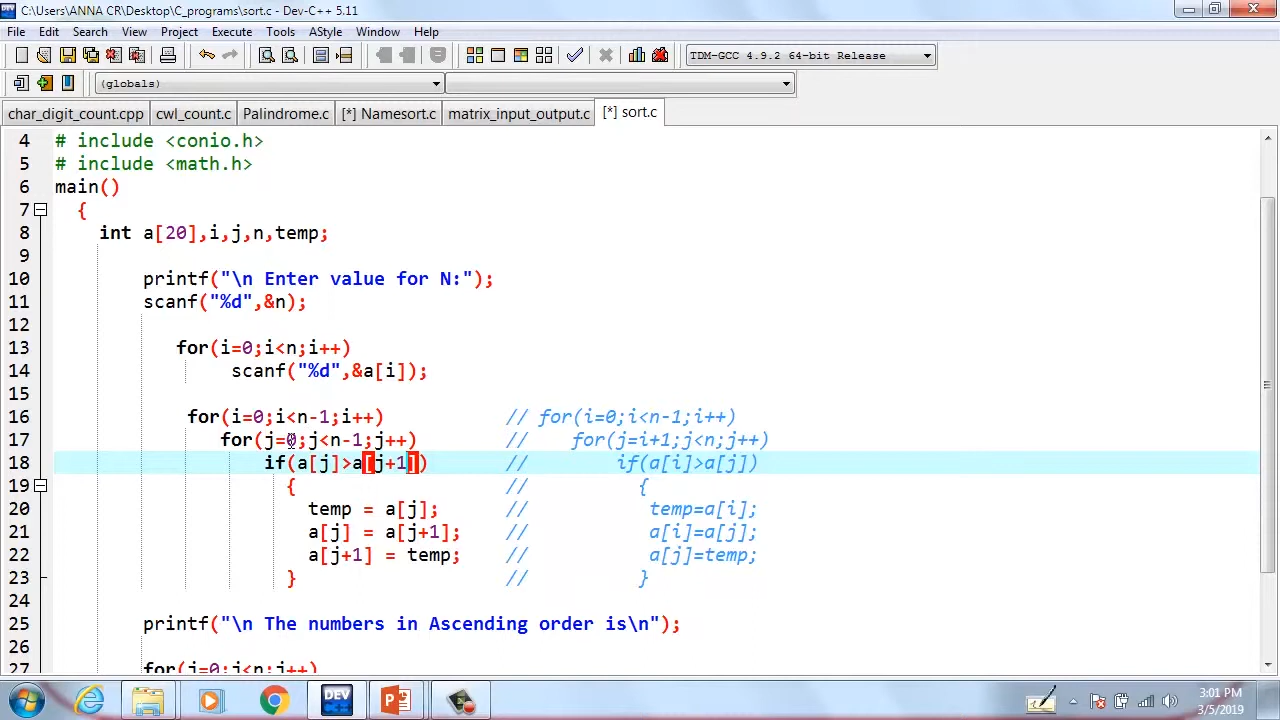 C:\Users\ANNA CR\Desktop\C_programs\sort.c - Dev-C++ 5.11
File Edit Search View Project Execute Tools AStyle Window Help
TDM-GCC 4.9.2 64-bit Release
(globals)
char_digit_count.cpp cwl_count.c Palindrome.c [*] Namesort.c matrix_input_output.c [*] sort.c
4 # include <conio.h>
5 # include <math.h>
6 main()
7 {
8 int a[20],i,j,n,temp;
9
10 printf("\n Enter value for N:");
11 scanf("%d",&n);
12
13 for(i=0;i<n;i++)
14 scanf("%d",&a[i]);
15
16 for(i=0;i<n-1;i++) // for(i=0;i<n-1;i++)
17 for(j=0;j<n-1;j++) // for(j=i+1;j<n;j++)
18 if(a[j]>a[j+1]) // if(a[i]>a[j])
19 { // {
20 temp = a[j]; // temp=a[i];
21 a[j] = a[j+1]; // a[i]=a[j];
22 a[j+1] = temp; // a[j]=temp;
23 } // }
24
25 printf("\n The numbers in Ascending order is\n");
26
27 for(i=0;i<n;i++)
DEV
3:01 PM
3/5/2019